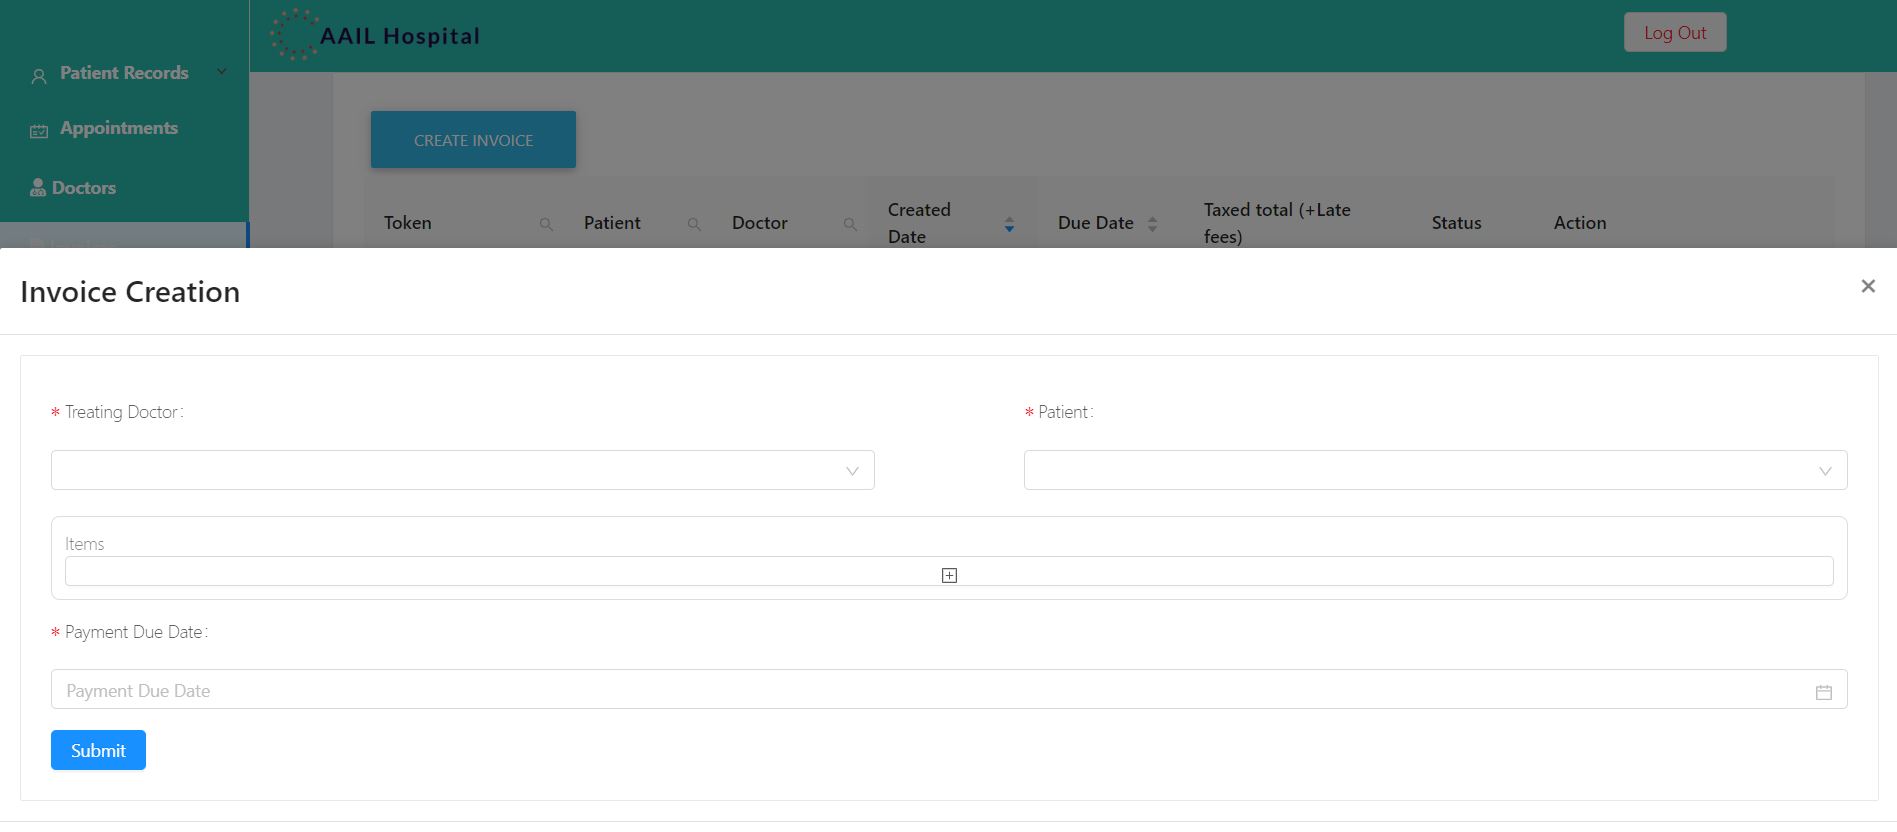 AAIL Hospital
Log Out
Patient Records
Appointments
Doctors
CREATE INVOICE
Token
Patient
Doctor
Created
Date
Due Date
Taxed total (+Late
fees)
Status
Action
Invoice Creation
* Treating Doctor:
* Patient:
Items
* Payment Due Date:
Payment Due Date
Submit